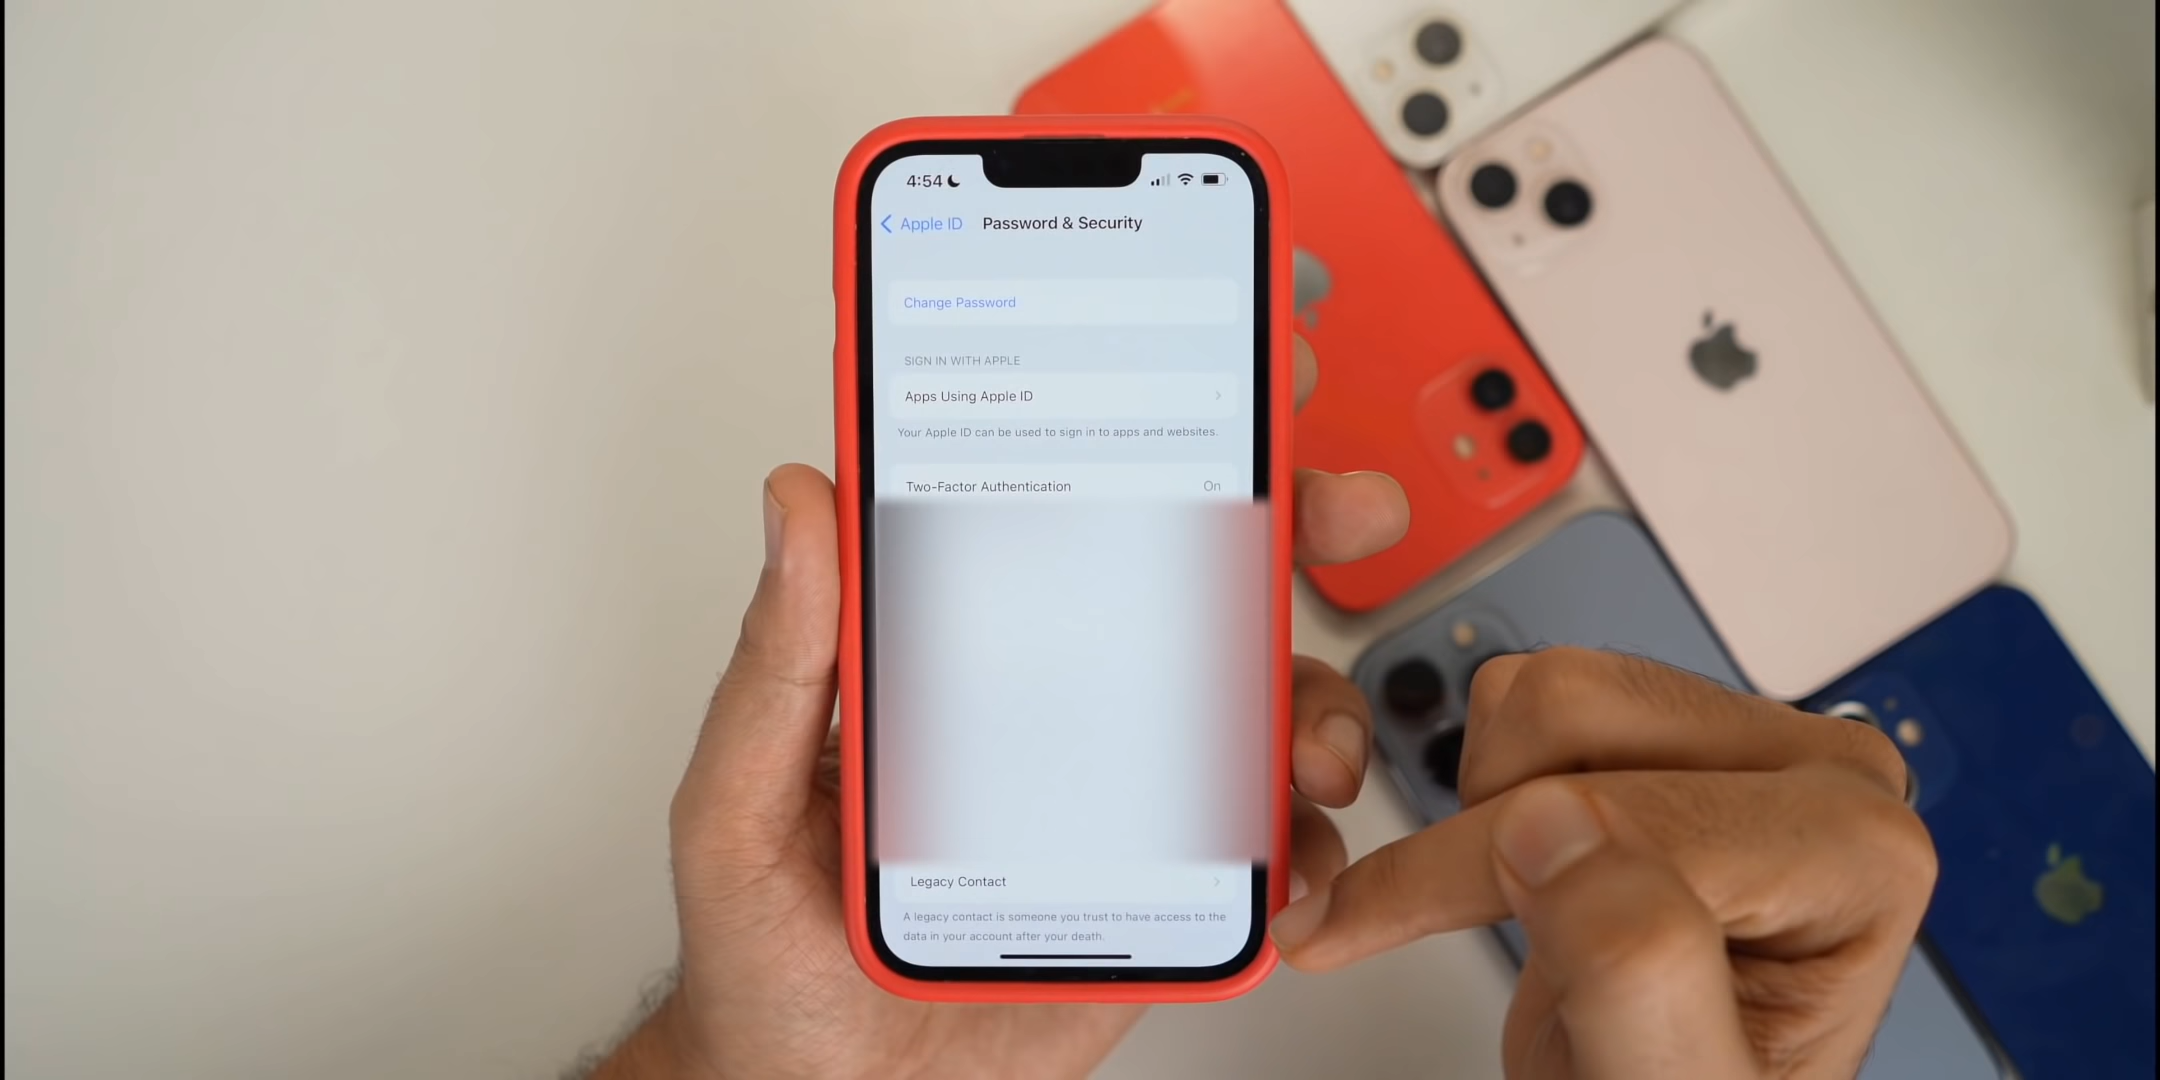 4:54
Apple ID
Password & Security
Change Password
SIGN IN WITH APPLE
Apps Using Apple ID
Your Apple ID can be used to sign in to apps and websites.
Two-Factor Authentication On
Legacy Contact
A legacy contact is someone you trust to have access to the
data in your account after your death.